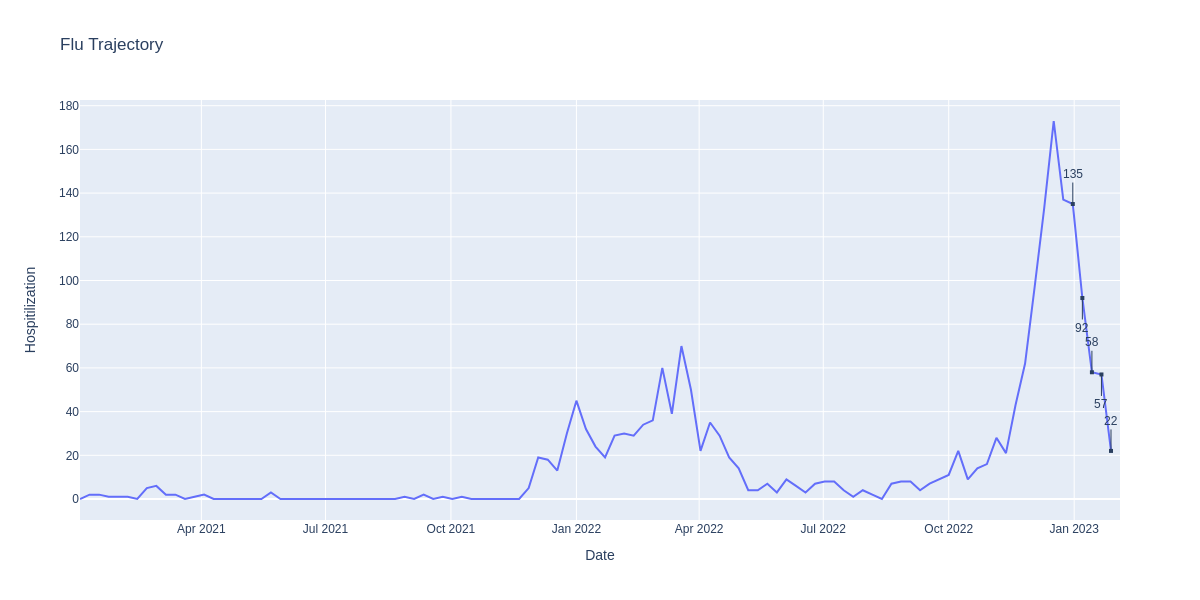 Flu Trajectory
Hospitilization
180
160
140
120
100
80
60
40
20
0
135
92
58
57
22
Apr 2021
Jul 2021
Oct 2021
Jan 2022
Apr 2022
Jul 2022
Oct 2022
Jan 2023
Date